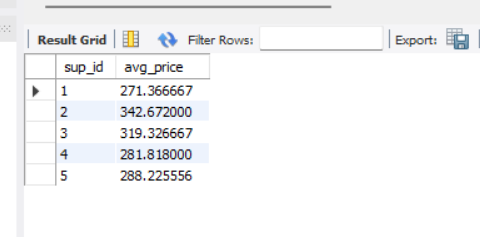 Result Grid Filter Rows: Export:
sup_id avg_price
1 271.366667
2 342.672000
3 319.326667
4 281.818000
5 288.225556